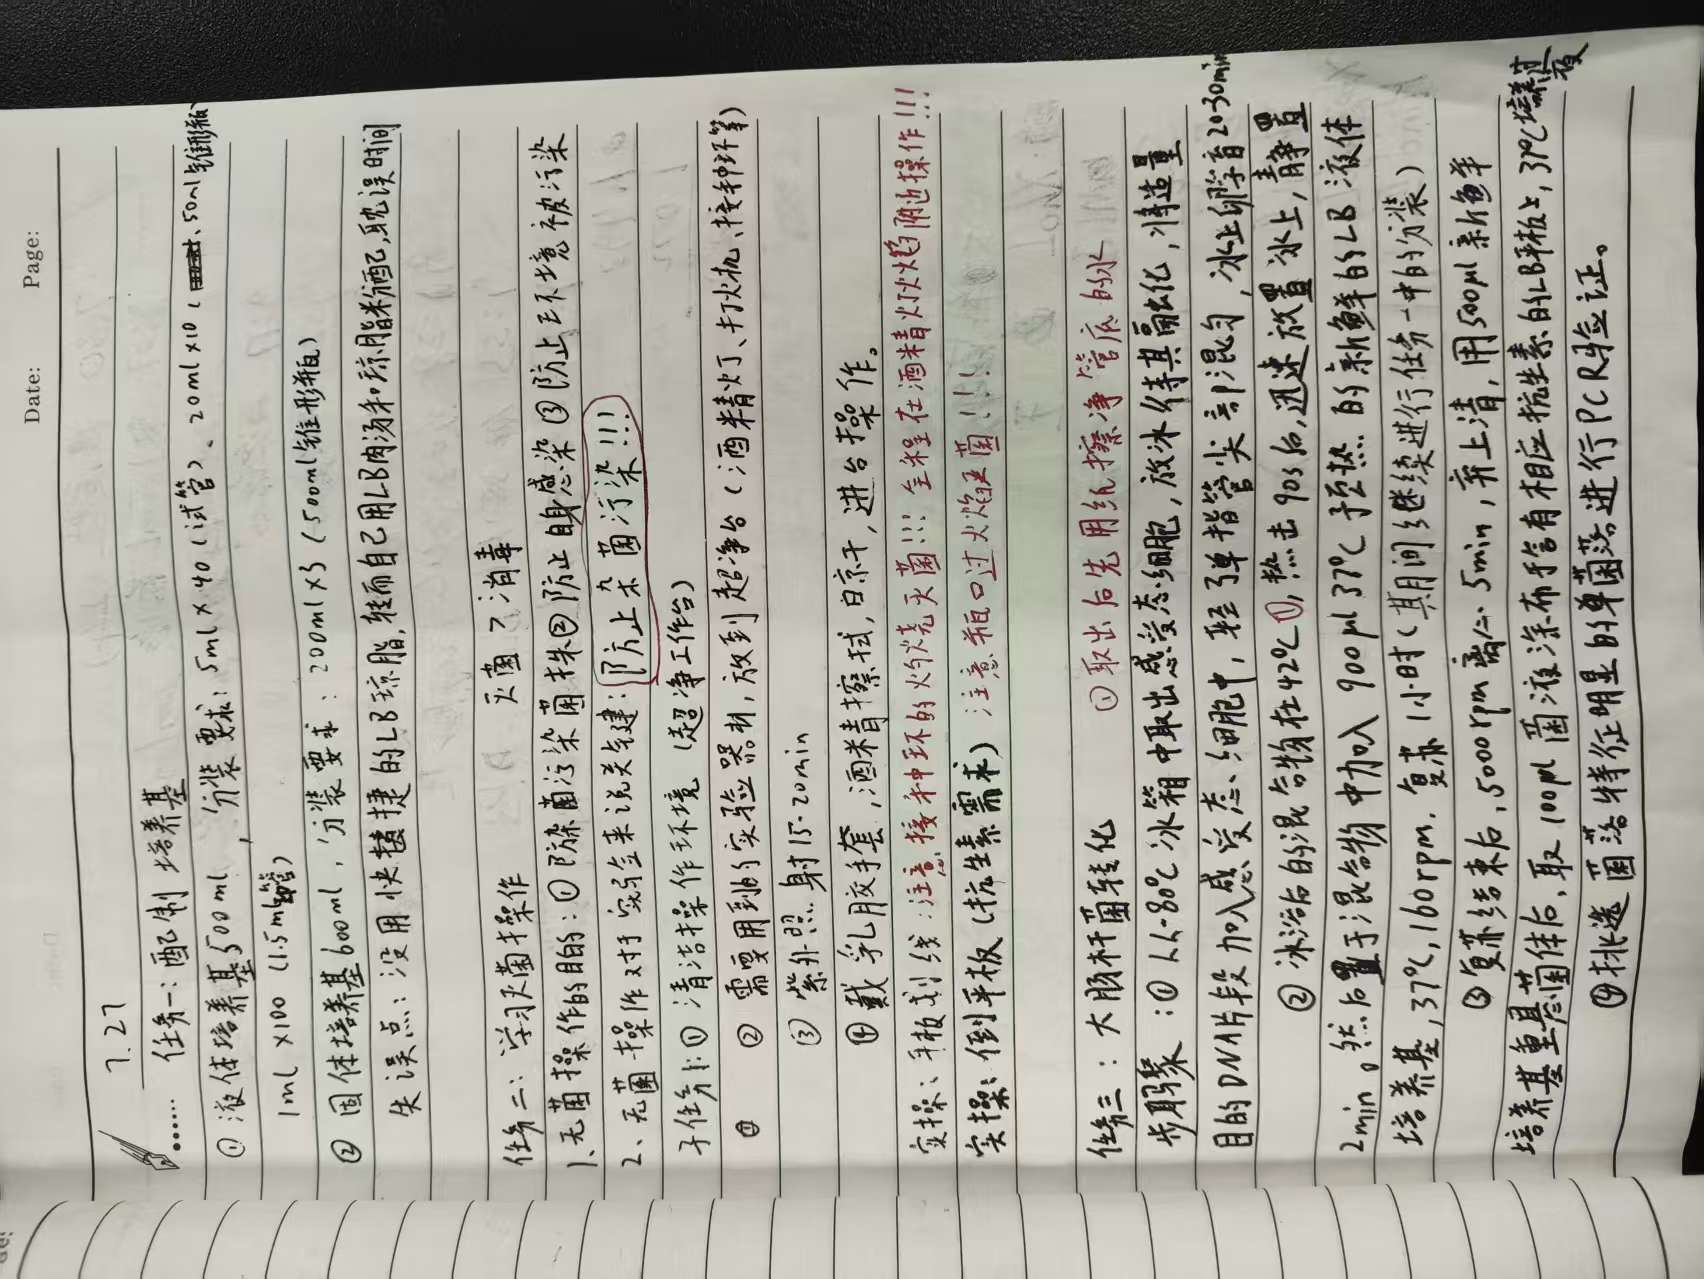 Date:    Page:
7.27
任务一：配制 培养基
① 液体培养基500ml，分装要求：5ml×40（试管）、20ml×10（50ml锥形瓶）
1ml×100（1.5ml管）
② 固体培养基600ml，分装要求：200ml×3（500ml锥形瓶）
失误点：没用快捷的LB琼脂，转而自己用LB肉汤和琼脂粉配，耽误时间
任务二：学习灭菌操作    灭菌>消毒
1、无菌操作的目的：①防杂菌污染菌株②防止自身感染③防止环境被污染
2、无菌操作对于实验来说关键：防止杂菌污染!!!
子任务1：① 清洁操作环境（超净工作台）
② 需要用到的实验器材，放到超净台（酒精灯、打火机、接种环等）
③ 紫外照射15-20min
④ 戴乳胶手套，酒精擦拭，晾干，进台操作。
实操：平板划线：注意接种环的灼烧灭菌!!! 全程在酒精灯火焰附近操作!!!
实操：倒平板（抗生素需求）注意瓶口过火焰灭菌!!!
任务三：大肠杆菌转化    ①取出后先用纸擦净管底的水
步骤：①从-80℃冰箱中取出感受态细胞，放冰待其融化，将适量
目的DNA片段加入感受态细胞中，轻弹指管尖部混匀，冰上孵育20-30min
② 冰浴后的混合物在42℃①，热击90s后，迅速放置冰上，静置
2min。然后置于混合物中加入900μl 37℃预热的新鲜的LB液体
培养基，37℃，160rpm，复苏1小时（期间继续进行任务一中的分装）
③ 复苏结束后，5000rpm离心5min，弃上清，用500μl新鲜
培养基重悬菌体后，取100μl菌液涂布于含有相应抗生素的LB平板上，37℃培养过夜
④挑选菌落特征明显的单菌落进行PCR验证。